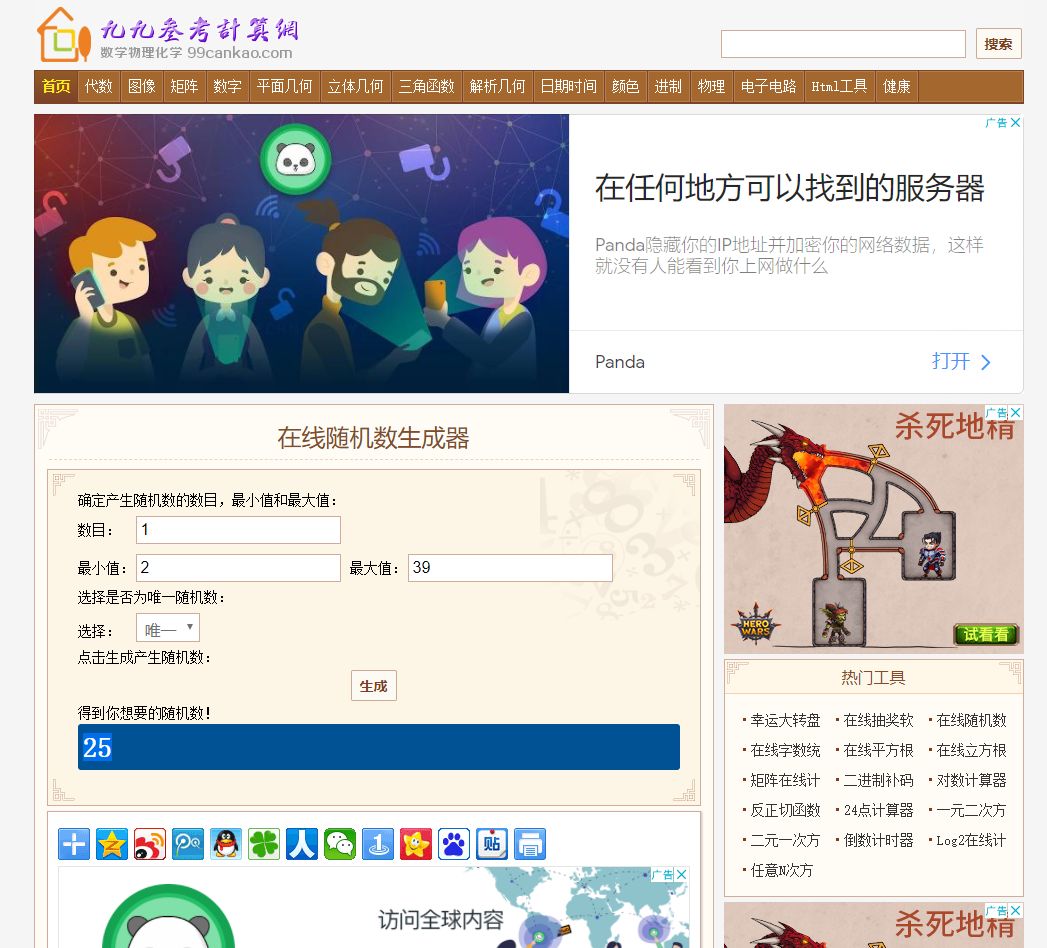 九九参考計算網
数学物理化学 99cankao.com
搜索
首页 代数 图像 矩阵 数字 平面几何 立体几何 三角函数 解析几何 日期时间 颜色 进制 物理 电子电路 Html工具 健康
广告
在任何地方可以找到的服务器
Panda隐藏你的IP地址并加密你的网络数据，这样
就没有人能看到你上网做什么
Panda
打开
在线随机数生成器
确定产生随机数的数目，最小值和最大值：
数目： 1
最小值： 2 最大值： 39
选择是否为唯一随机数：
选择： 唯一
点击生成产生随机数：
生成
得到你想要的随机数！
25
贴
广告
访问全球内容
广告
杀死地精
HERO
WARS
试看看
热门工具
幸运大转盘 在线抽奖软 在线随机数
在线字数统 在线平方根 在线立方根
矩阵在线计 二进制补码 对数计算器
反正切函数 24点计算器 一元二次方
二元一次方 倒数计时器 Log2在线计
任意N次方
广告
杀死地精